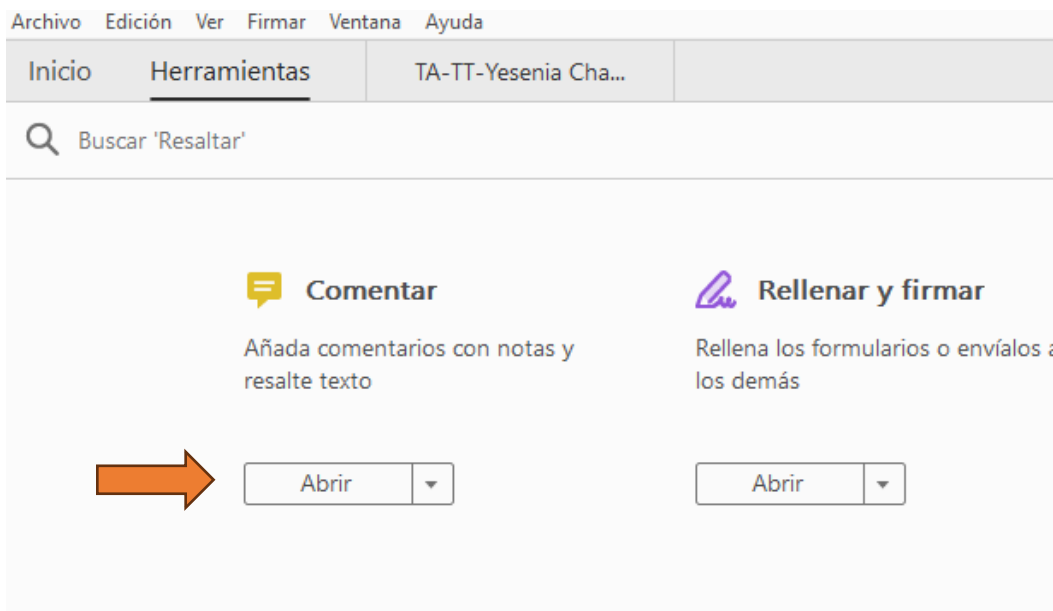 Archivo Edición Ver Firmar Ventana Ayuda
Inicio Herramientas TA-TT-Yesenia Cha...
Buscar 'Resaltar'
Comentar
Añada comentarios con notas y
resalte texto
Abrir
Rellenar y firmar
Rellena los formularios o envíalos a
los demás
Abrir